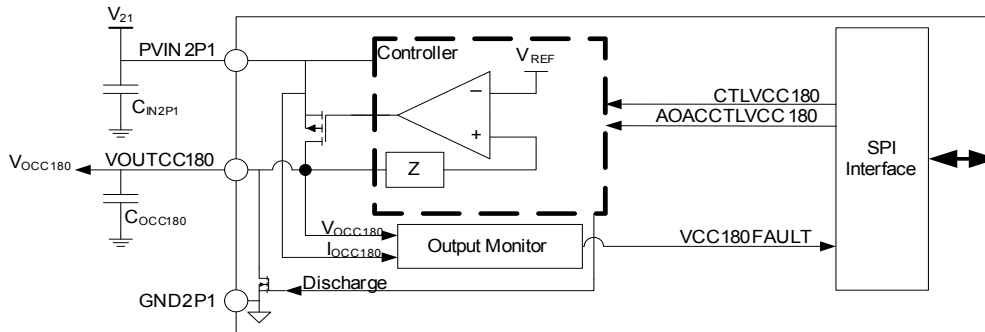 V21
PVIN2P1
Controller
VREF
CIN2P1
CTLVCC180
AOACCTLVCC180
SPI
Interface
VOCC180
VOUTCC180
Z
COCC180
VOCC180
IOCC180
Output Monitor
VCC180FAULT
Discharge
GND2P1